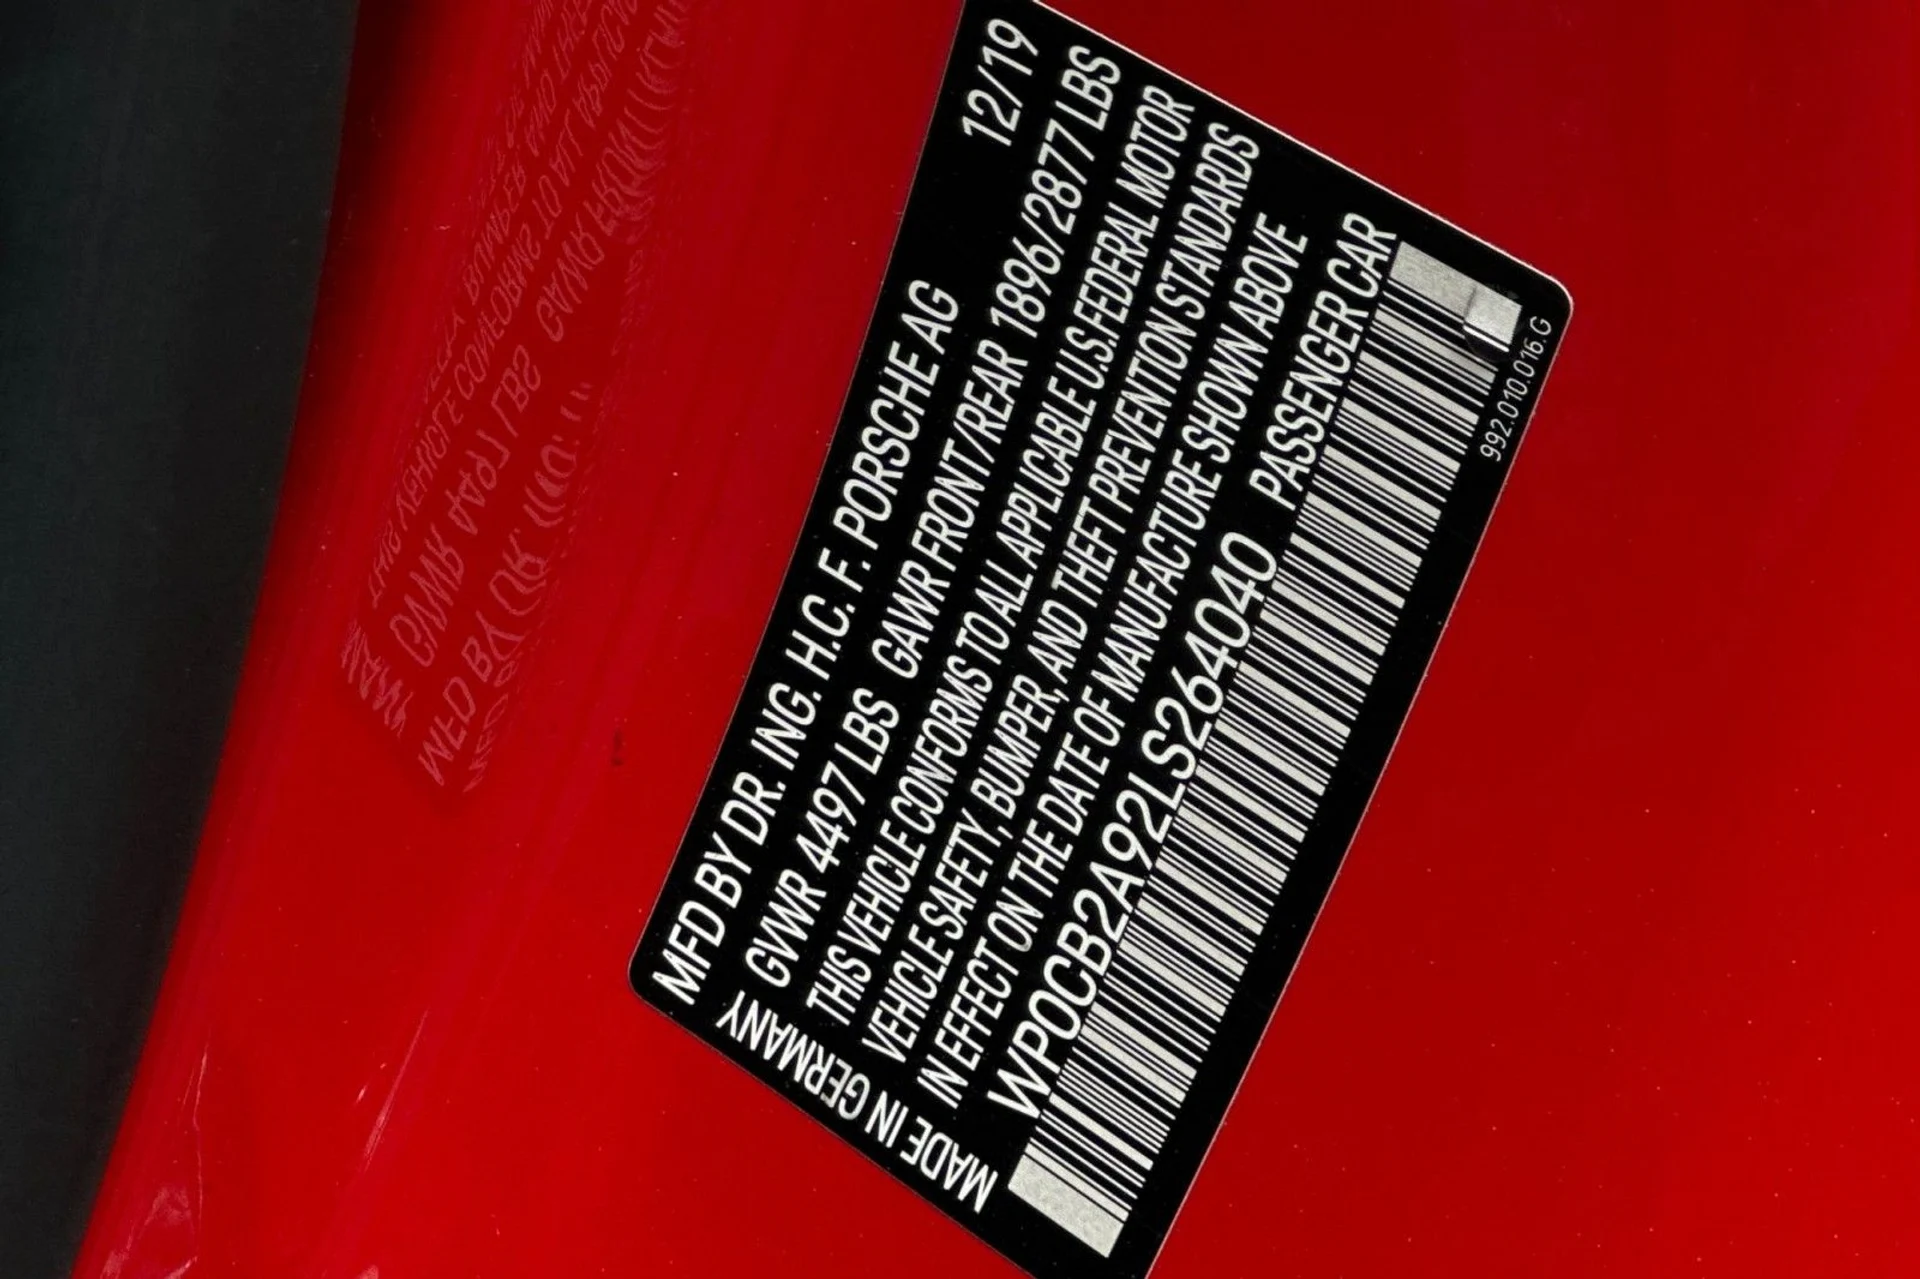 MFD BY DR. ING. H.C. F. PORSCHE AG 12/19
GVWR 4497 LBS GAWR FRONT/REAR 1896/2877 LBS
THIS VEHICLE CONFORMS TO ALL APPLICABLE U.S.FEDERAL MOTOR
VEHICLE SAFETY, BUMPER, AND THEFT PREVENTION STANDARDS
IN EFFECT ON THE DATE OF MANUFACTURE SHOWN ABOVE
WP0CB2A92LS264040 PASSENGER CAR
992.010.016.G
MADE IN GERMANY